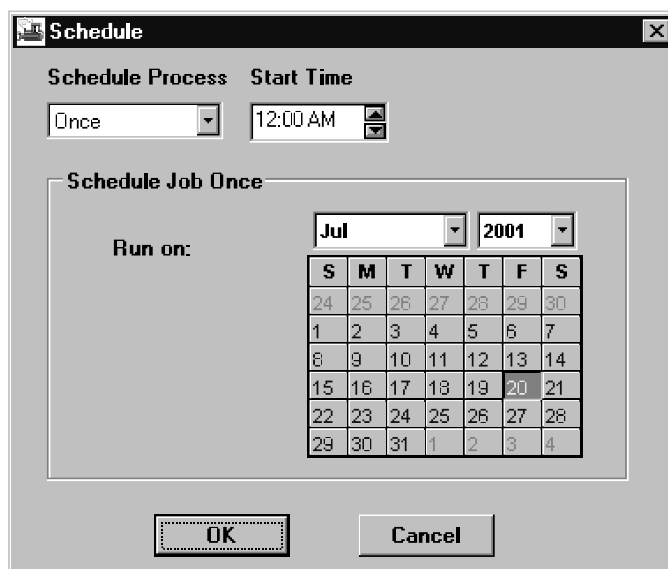 Schedule
Schedule Process Start Time
Once 12:00 AM
Schedule Job Once
Run on: Jul 2001
S M T W T F S
24 25 26 27 28 29 30
1 2 3 4 5 6 7
8 9 10 11 12 13 14
15 16 17 18 19 20 21
22 23 24 25 26 27 28
29 30 31 1 2 3 4
OK Cancel